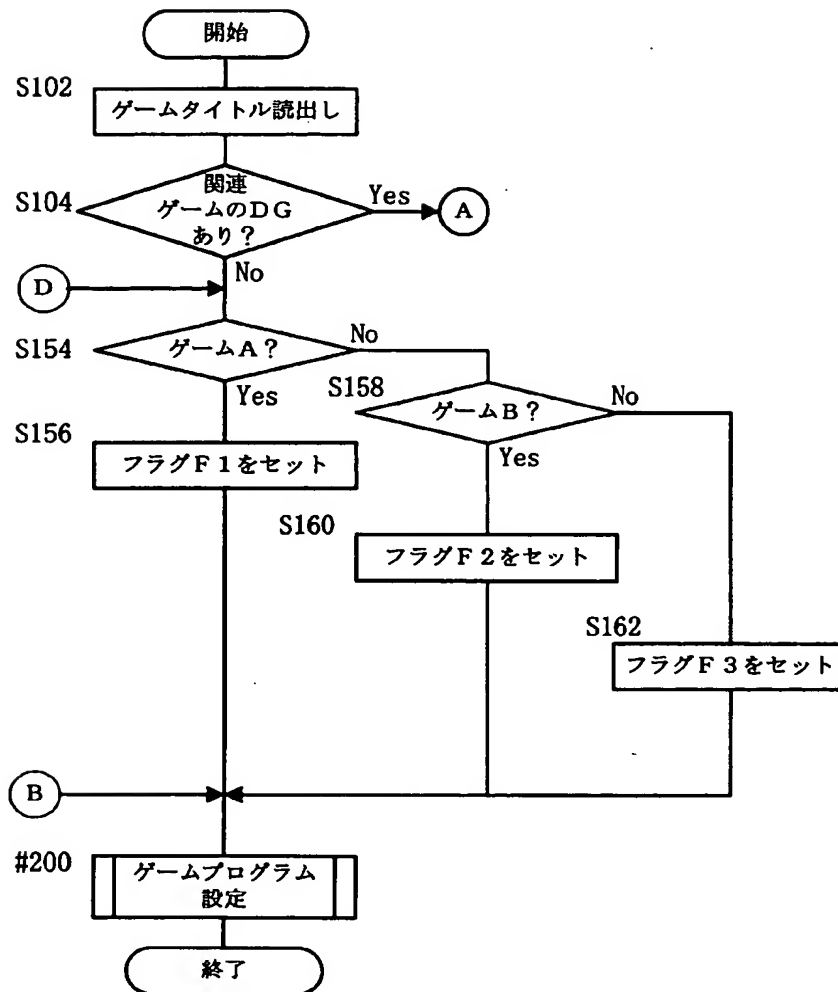 開始
S102
ゲームタイトル読出し
S104
関連
ゲームのDG
あり?
Yes
A
No
D
S154
ゲームA?
No
Yes
S158
ゲームB?
No
Yes
S156
フラグF1をセット
S160
フラグF2をセット
S162
フラグF3をセット
B
#200
ゲームプログラム
設定
終了